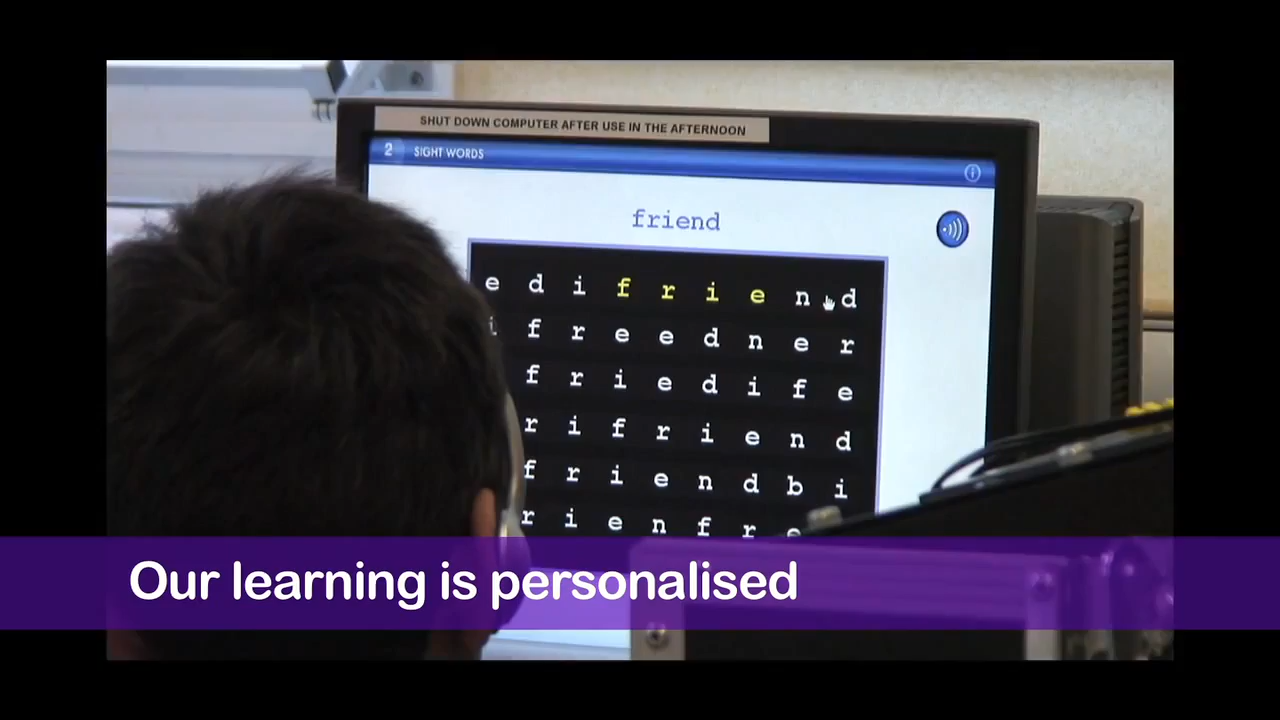 SHUT DOWN COMPUTER AFTER USE IN THE AFTERNOON
2 SIGHT WORDS
friend
e d i f r i e n d
i f r e e d n e r
f r i e d i f e
r i f r i e n d
f r i e n d b i
r i e n f r e
Our learning is personalised